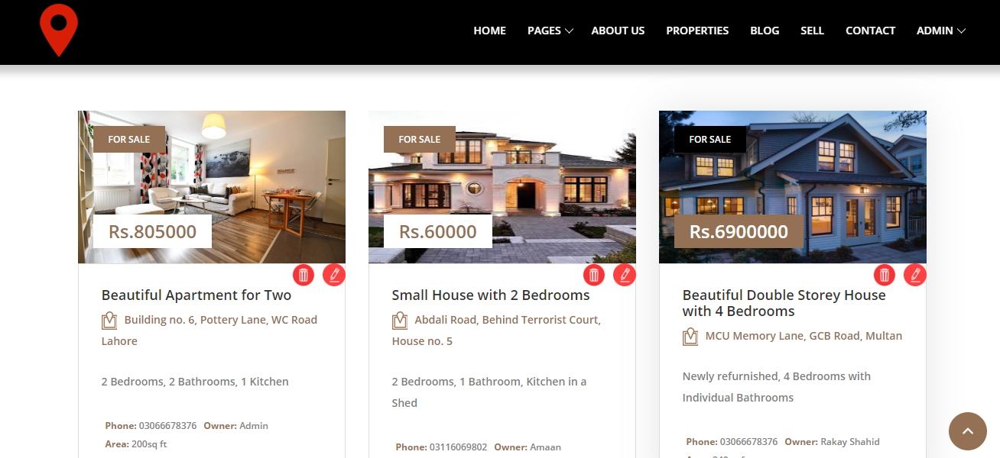 HOME PAGES ABOUT US PROPERTIES BLOG SELL CONTACT ADMIN
FOR SALE
Rs.805000
Beautiful Apartment for Two
Building no. 6, Pottery Lane, WC Road
Lahore
2 Bedrooms, 2 Bathrooms, 1 Kitchen
Phone: 03066678376 Owner: Admin
Area: 200sq ft
FOR SALE
Rs.60000
Small House with 2 Bedrooms
Abdali Road, Behind Terrorist Court,
House no. 5
2 Bedrooms, 1 Bathroom, Kitchen in a
Shed
Phone: 03116069802 Owner: Amaan
FOR SALE
Rs.6900000
Beautiful Double Storey House
with 4 Bedrooms
MCU Memory Lane, GCB Road, Multan
Newly refurnished, 4 Bedrooms with
Individual Bathrooms
Phone: 03066678376 Owner: Rakay Shahid